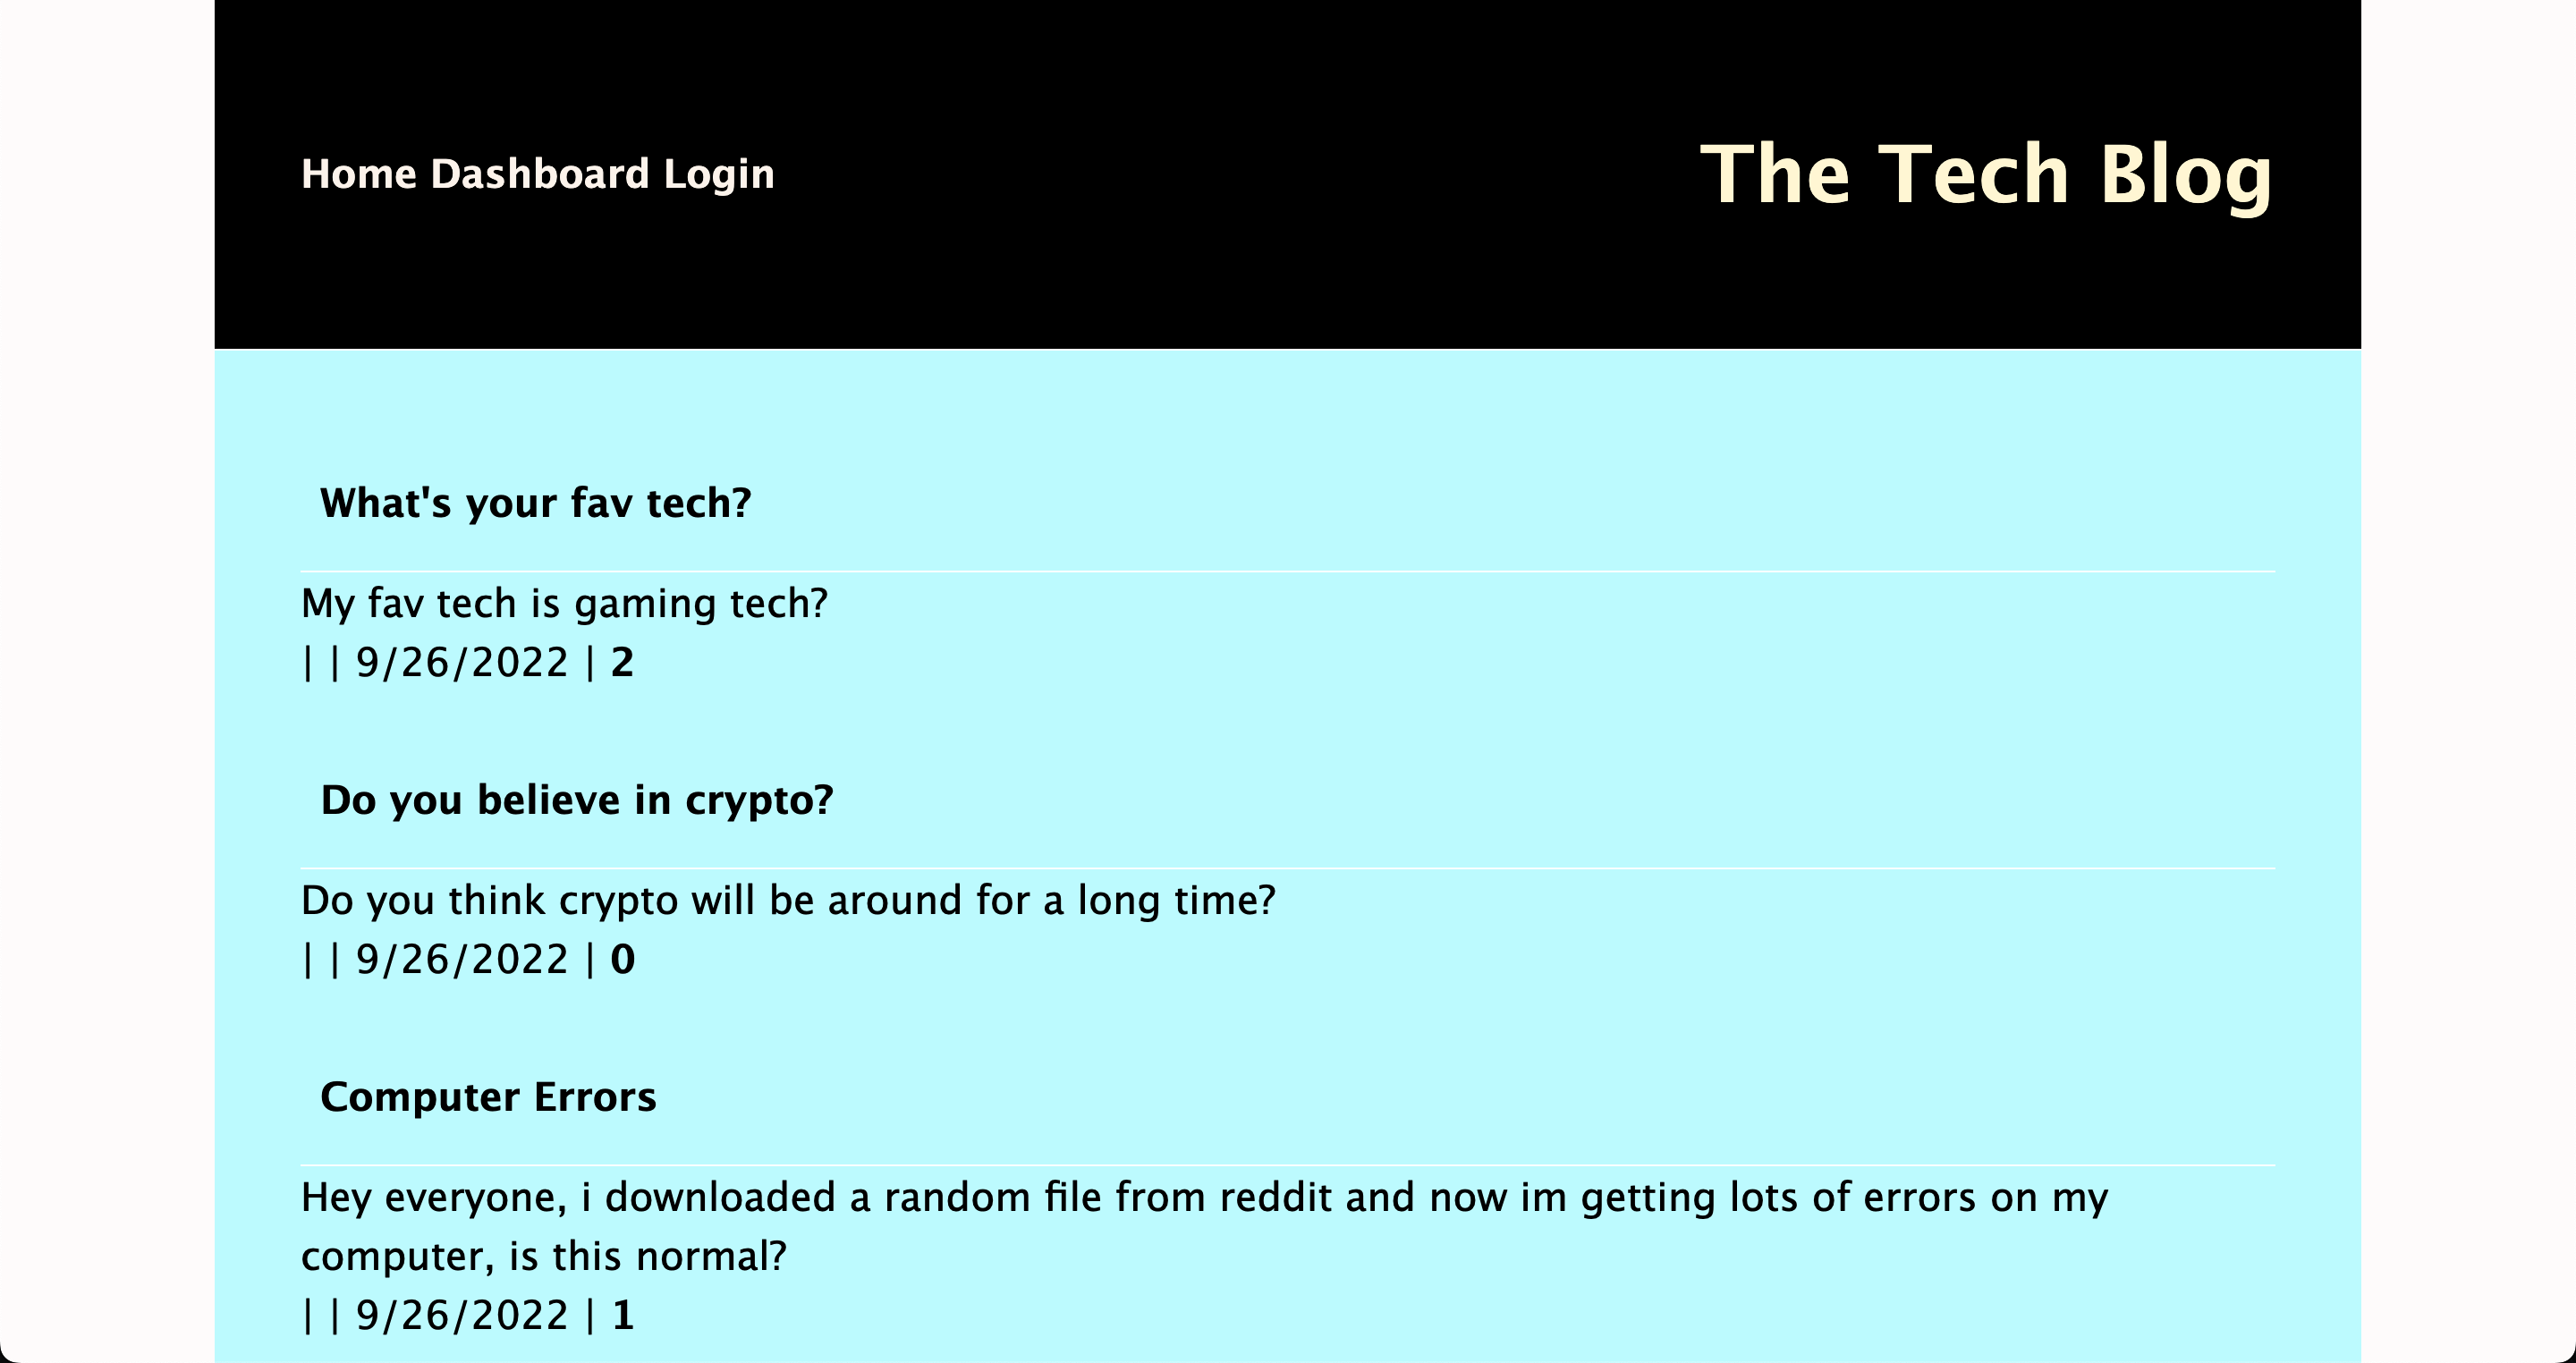 Home Dashboard Login
The Tech Blog
What's your fav tech?
My fav tech is gaming tech?
| | 9/26/2022 | 2
Do you believe in crypto?
Do you think crypto will be around for a long time?
| | 9/26/2022 | 0
Computer Errors
Hey everyone, i downloaded a random file from reddit and now im getting lots of errors on my
computer, is this normal?
| | 9/26/2022 | 1